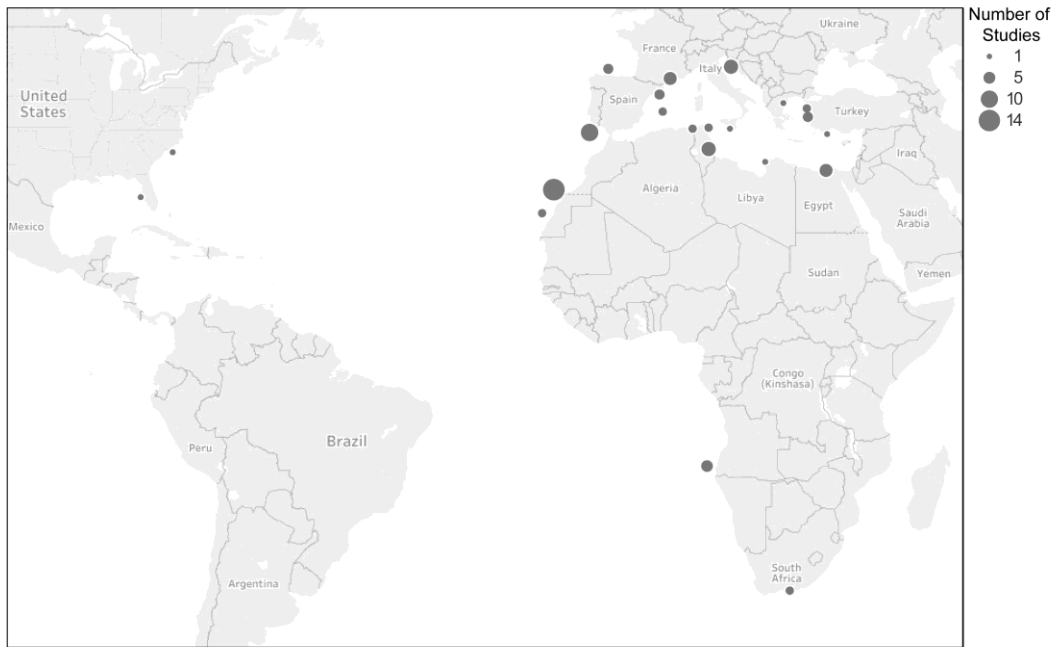 Number of
Studies
1
5
10
14
Ukraine
France
Italy
United
States
Spain
Turkey
Iraq
Algeria
Libya
Egypt
Saudi
Arabia
Mexico
Sudan
Yemen
Congo
(Kinshasa)
Brazil
Peru
South
Africa
Argentina